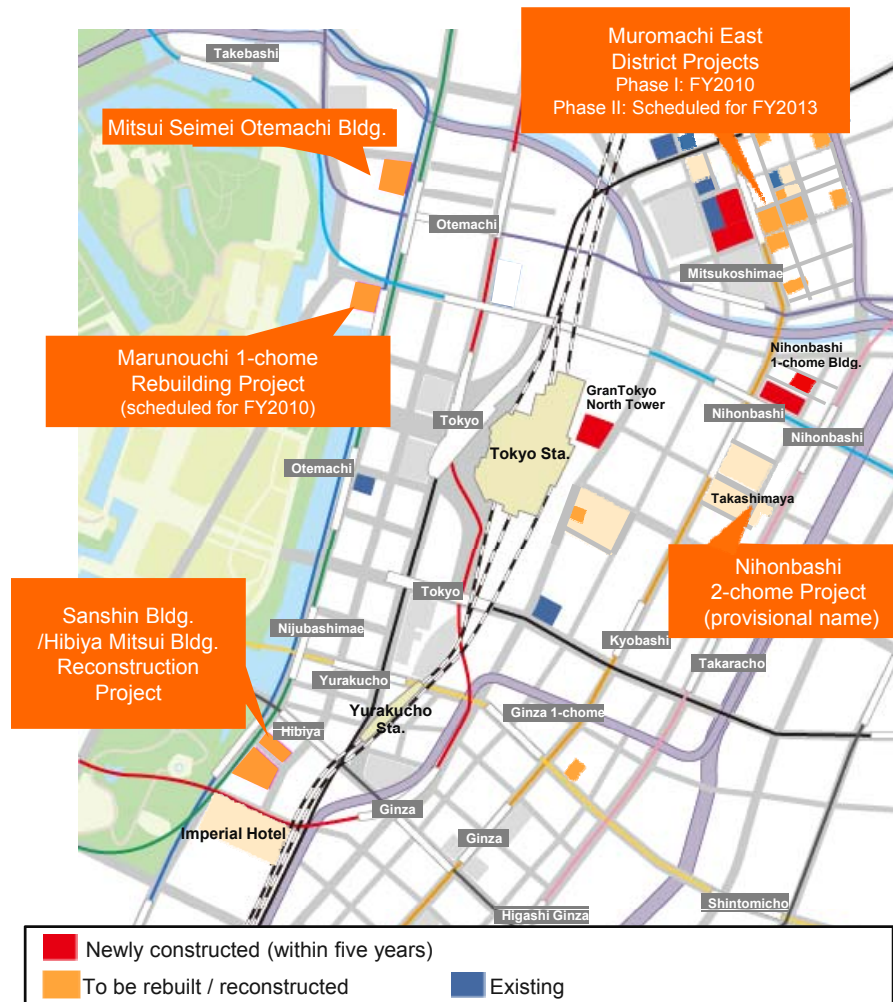 Takebashi
Muromachi East
District Projects
Phase I: FY2010
Phase II: Scheduled for FY2013
Mitsui Seimei Otemachi Bldg.
Otemachi
Mitsukoshimae
Marunouchi 1-chome
Rebuilding Project
(scheduled for FY2010)
Nihonbashi
1-chome Bldg.
GranTokyo
North Tower
Tokyo
Nihonbashi
Nihonbashi
Tokyo Sta.
Otemachi
Takashimaya
Nihonbashi
2-chome Project
(provisional name)
Tokyo
Sanshin Bldg.
/Hibiya Mitsui Bldg.
Reconstruction
Project
Nijubashimae
Kyobashi
Takaracho
Yurakucho
Yurakucho
Sta.
Ginza 1-chome
Hibiya
Ginza
Imperial Hotel
Ginza
Shintomicho
Higashi Ginza
Newly constructed (within five years)
To be rebuilt / reconstructed
Existing